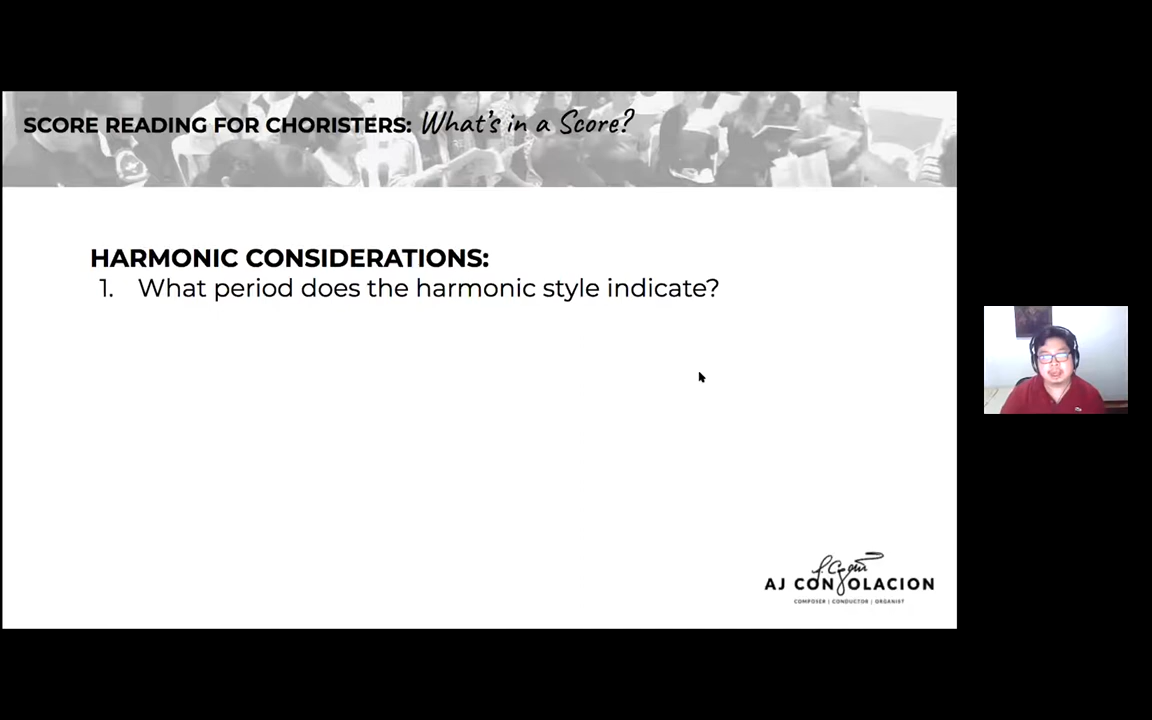 SCORE READING FOR CHORISTERS: What's in a Score?
HARMONIC CONSIDERATIONS:
1. What period does the harmonic style indicate?
AJ CONSOLACION
COMPOSER | CONDUCTOR | ORGANIST